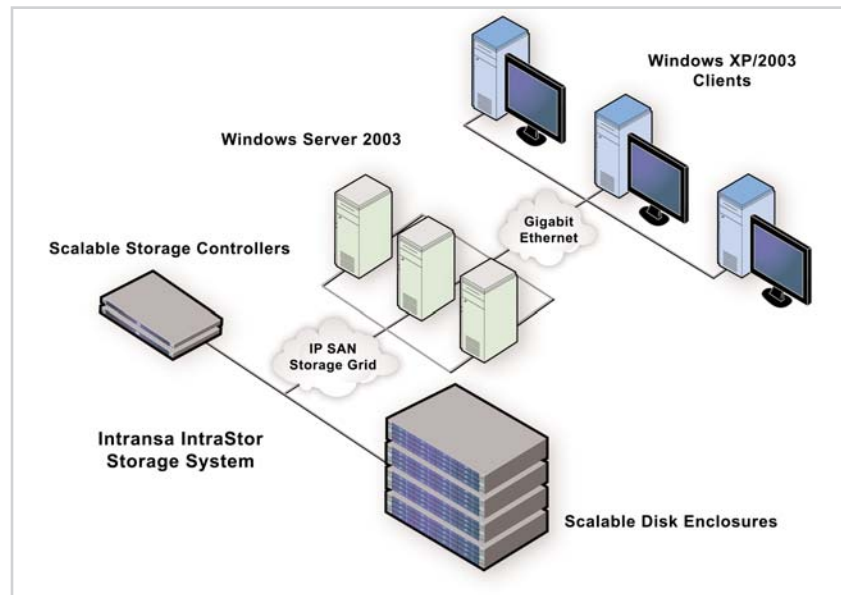 Windows XP/2003
Clients
Windows Server 2003
Gigabit
Ethernet
Scalable Storage Controllers
IP SAN
Storage Grid
Intransa IntraStor
Storage System
Scalable Disk Enclosures